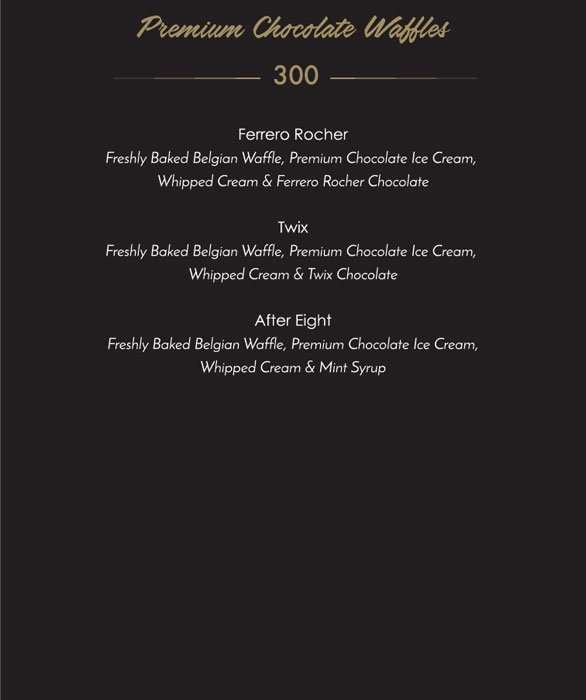 Premium Chocolate Waffles
300
Ferrero Rocher
Freshly Baked Belgian Waffle, Premium Chocolate Ice Cream,
Whipped Cream & Ferrero Rocher Chocolate
Twix
Freshly Baked Belgian Waffle, Premium Chocolate Ice Cream,
Whipped Cream & Twix Chocolate
After Eight
Freshly Baked Belgian Waffle, Premium Chocolate Ice Cream,
Whipped Cream & Mint Syrup